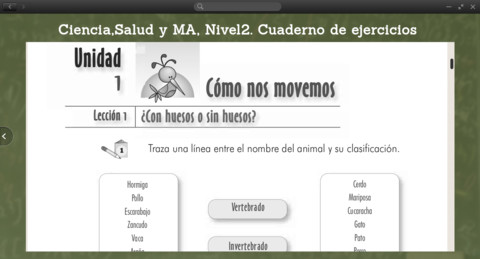 Ciencia,Salud y MA, Nivel2. Cuaderno de ejercicios
Unidad
1
Cómo nos movemos
Lección 1
¿Con huesos o sin huesos?
1
Traza una línea entre el nombre del animal y su clasificación.
Hormiga
Pollo
Escarabajo
Zancudo
Vaca
Vertebrado
Invertebrado
Cerdo
Mariposa
Cucaracha
Gato
Pato